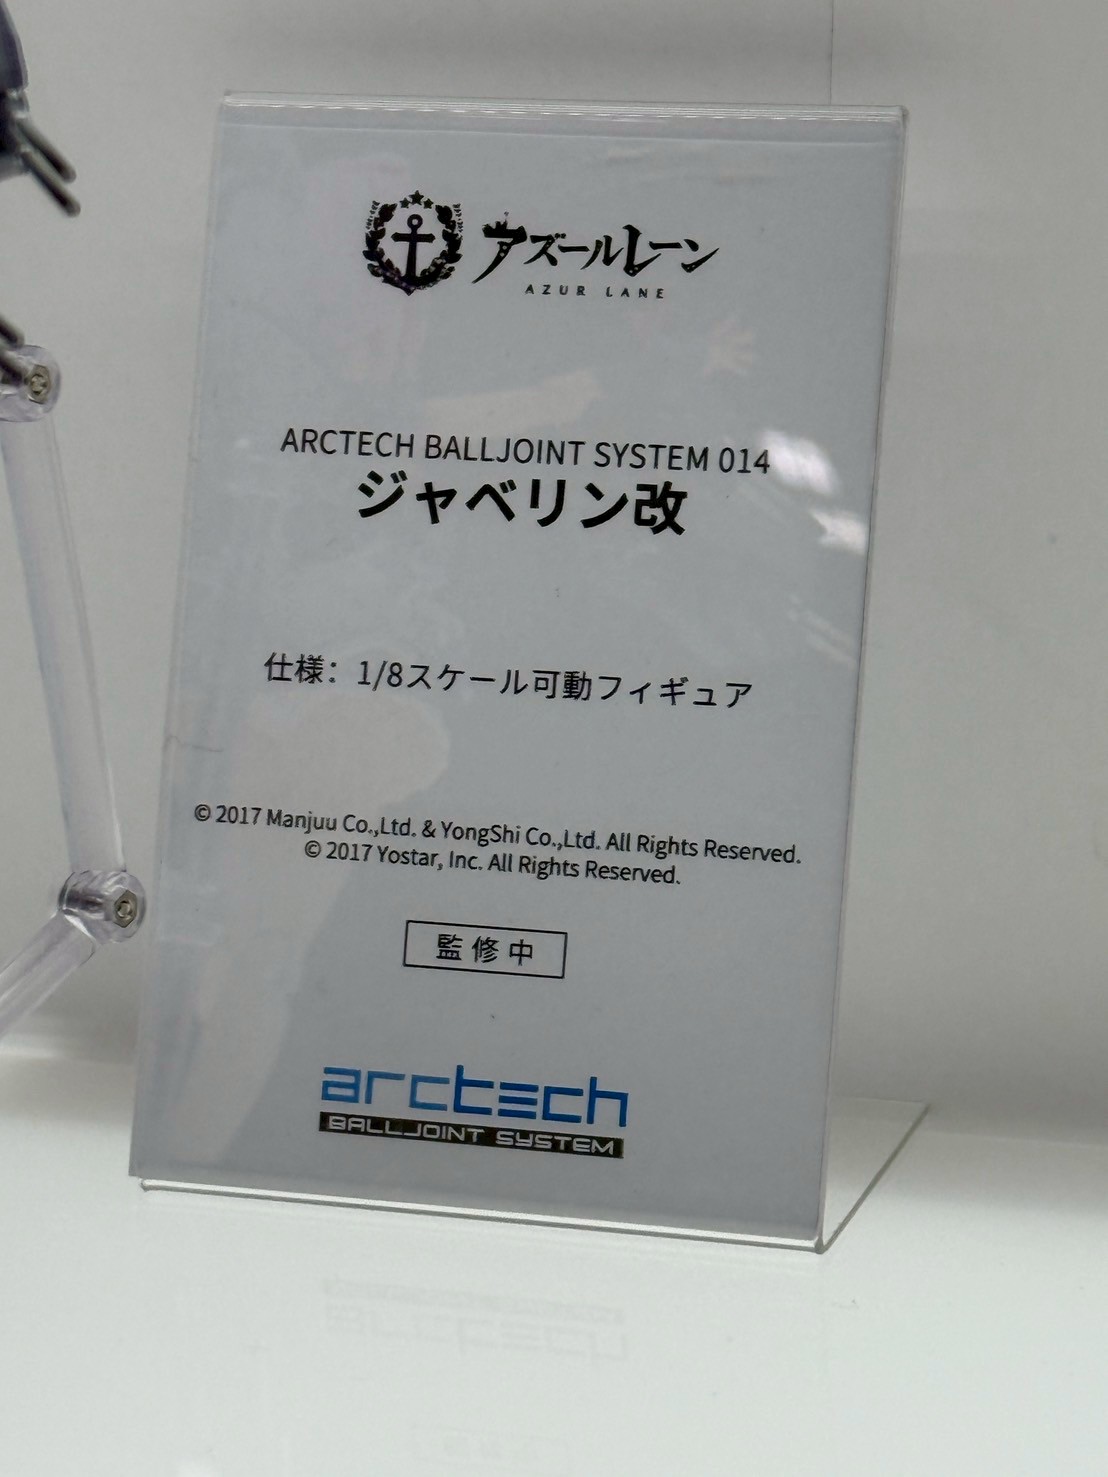 アズールレーン
AZUR LANE
ARCTECH BALLJOINT SYSTEM 014
ジャベリン改
仕様：1/8スケール可動フィギュア
© 2017 Manjuu Co.,Ltd. & YongShi Co.,Ltd. All Rights Reserved.
© 2017 Yostar, Inc. All Rights Reserved.
監修中
arctech
BALLJOINT SYSTEM